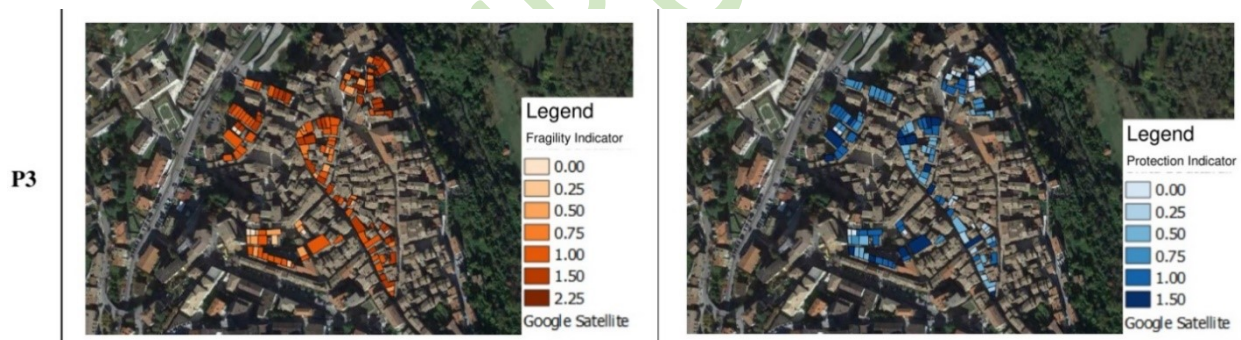 P3
Legend
Fragility Indicator
0.00
0.25
0.50
0.75
1.00
1.50
2.25
Google Satellite
Legend
Protection Indicator
0.00
0.25
0.50
0.75
1.00
1.50
Google Satellite